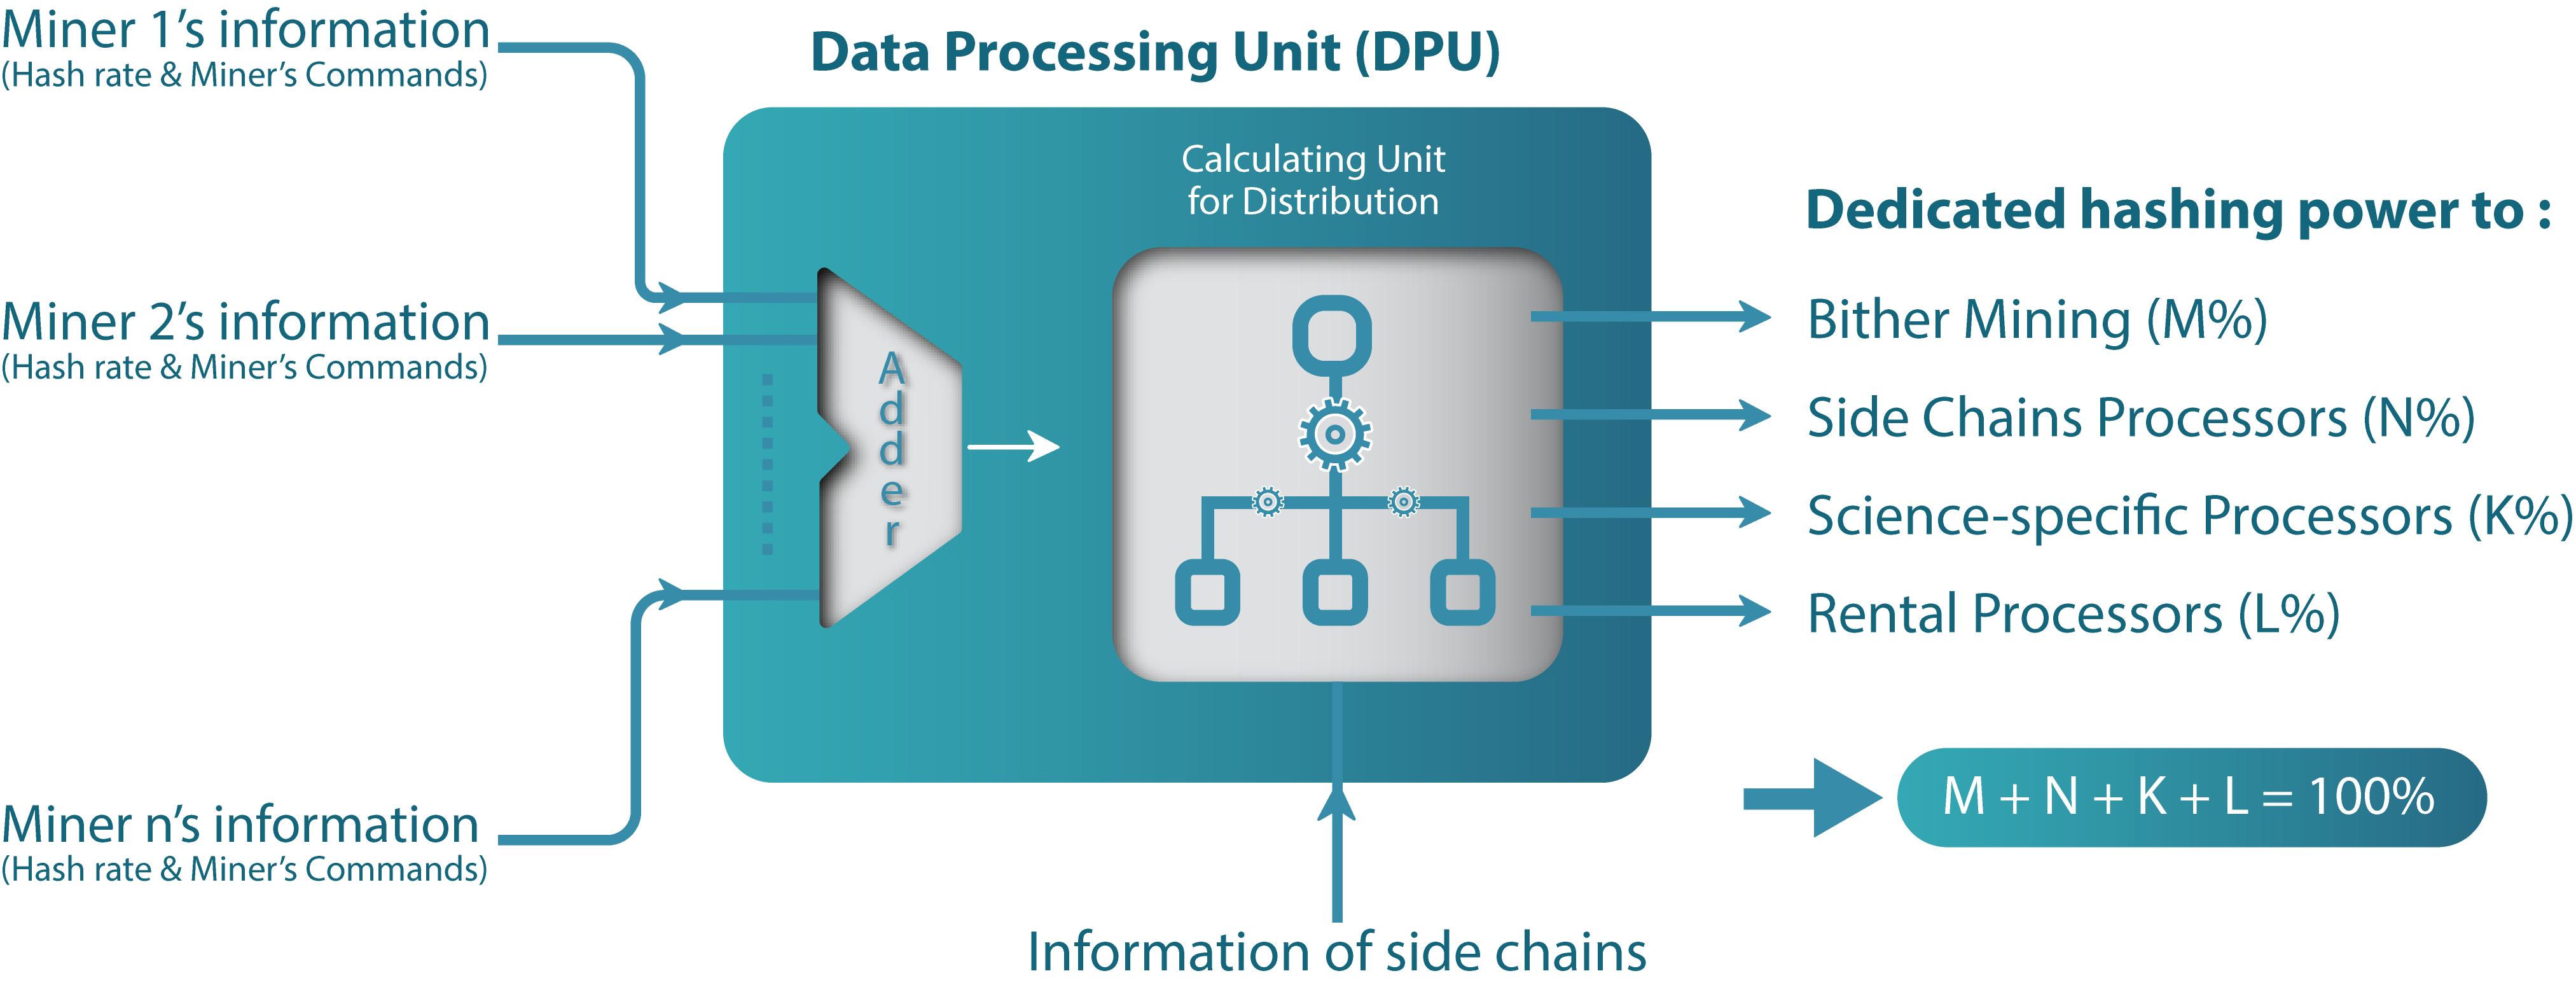 Miner 1’s information
(Hash rate & Miner’s Commands)
Miner 2’s information
(Hash rate & Miner’s Commands)
Miner n’s information
(Hash rate & Miner’s Commands)
Data Processing Unit (DPU)
Adder
Calculating Unit
for Distribution
Information of side chains
Dedicated hashing power to :
Bither Mining (M%)
Side Chains Processors (N%)
Science-specific Processors (K%)
Rental Processors (L%)
M + N + K + L = 100%